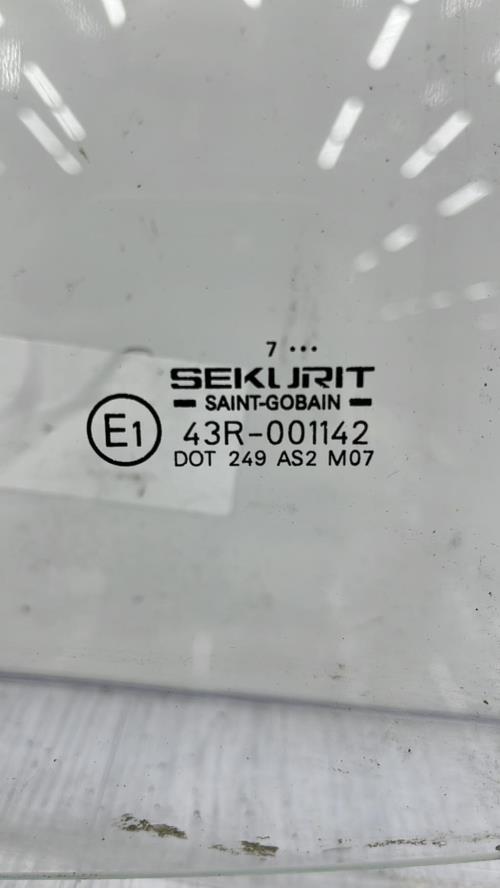 7 ...
SEKURIT
SAINT-GOBAIN
E1
43R-001142
DOT 249 AS2 M07